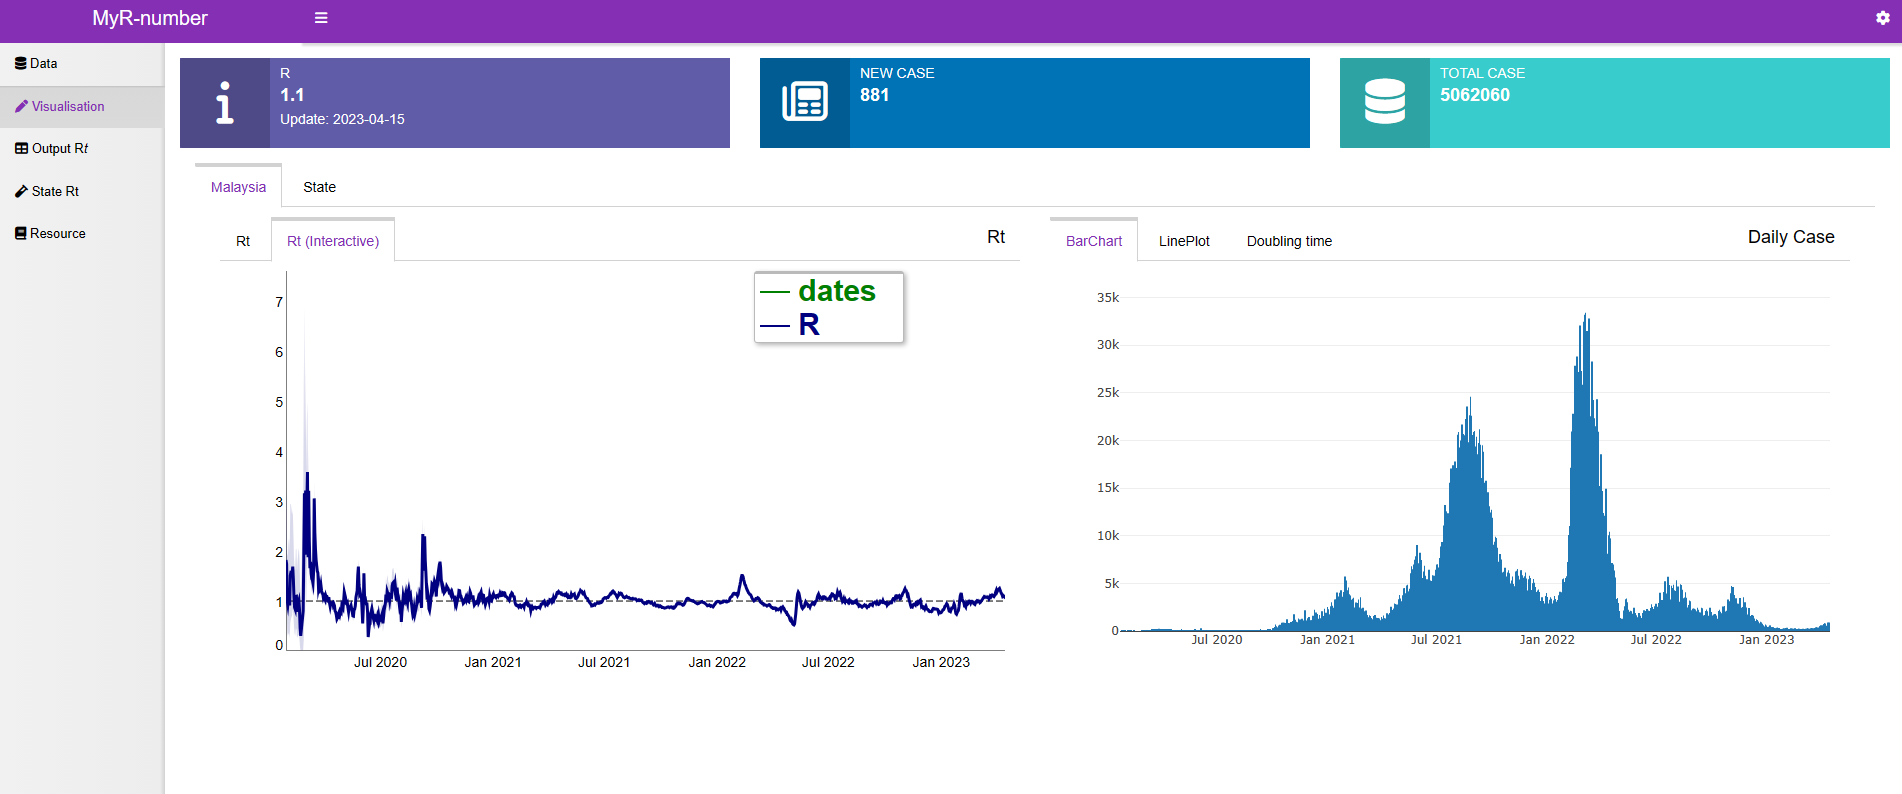 MyR-number
Data
Visualisation
Output Rt
State Rt
Resource
R
1.1
Update: 2023-04-15
NEW CASE
881
TOTAL CASE
5062060
Malaysia State
Rt Rt (Interactive) Rt
dates
R
7
6
5
4
3
2
1
0
Jul 2020 Jan 2021 Jul 2021 Jan 2022 Jul 2022 Jan 2023
BarChart LinePlot Doubling time Daily Case
35k
30k
25k
20k
15k
10k
5k
0
Jul 2020 Jan 2021 Jul 2021 Jan 2022 Jul 2022 Jan 2023